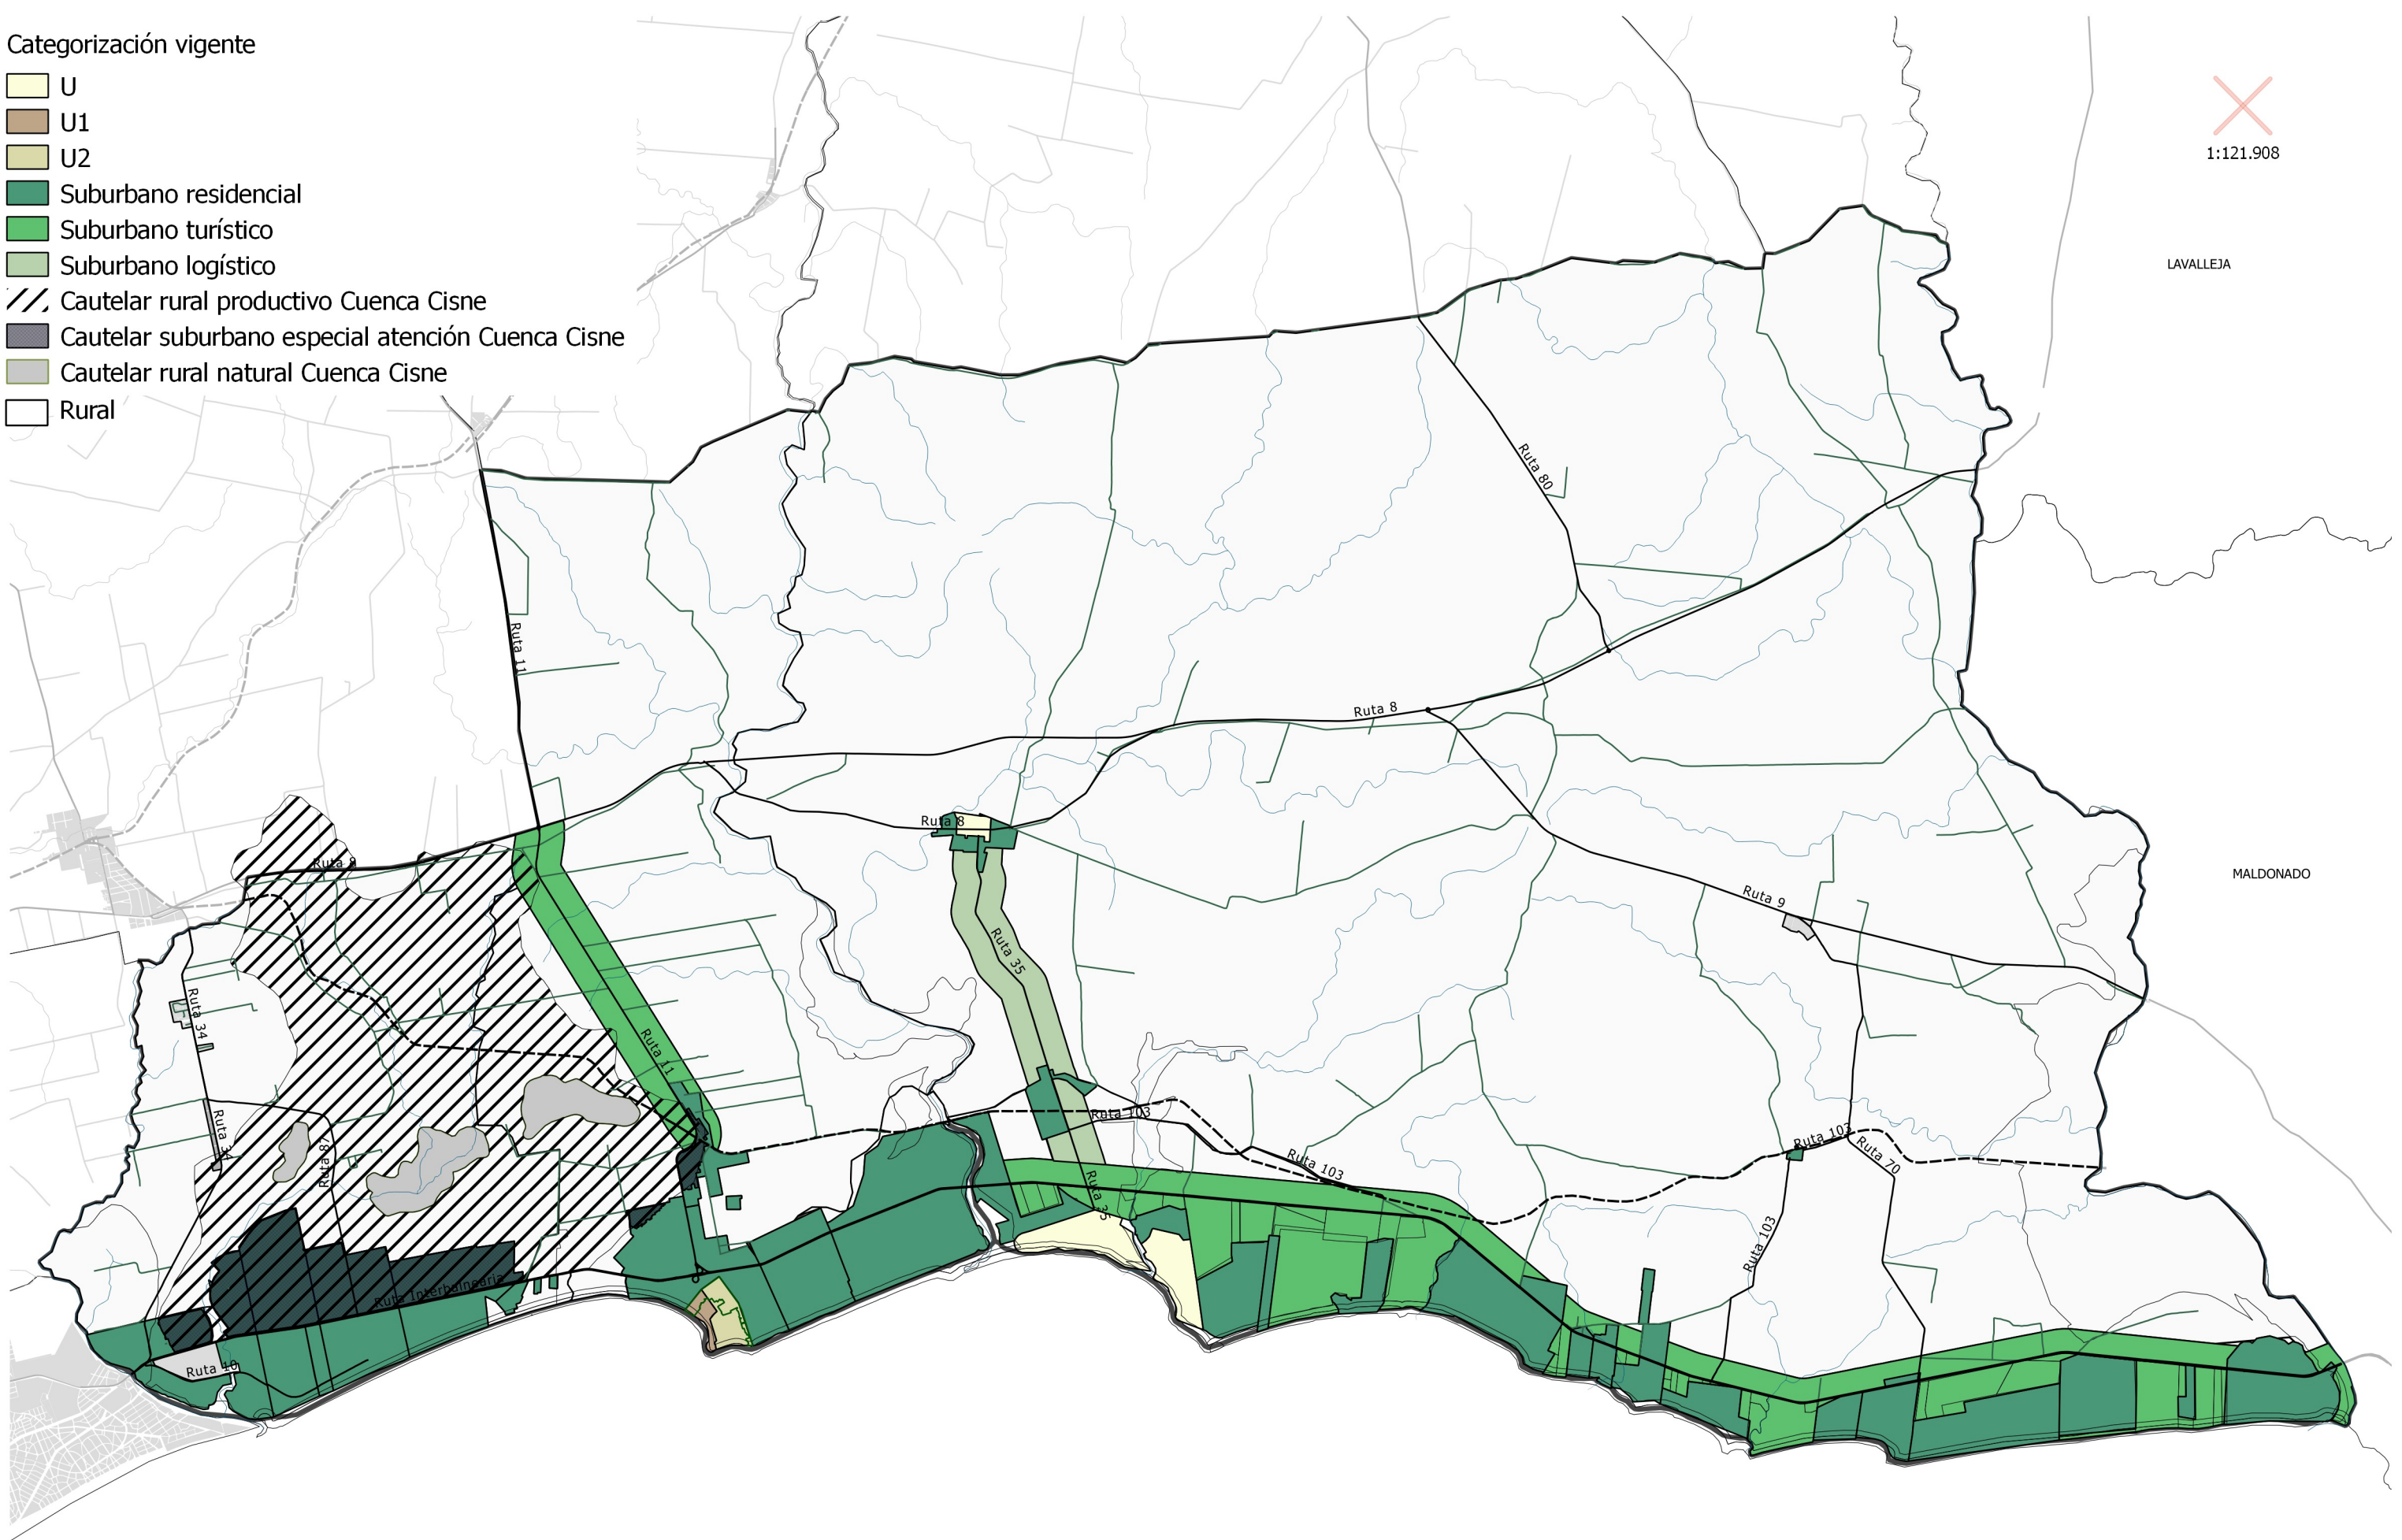 Categorización vigente
U
U1
U2
Suburbano residencial
Suburbano turístico
Suburbano logístico
Cautelar rural productivo Cuenca Cisne
Cautelar suburbano especial atención Cuenca Cisne
Cautelar rural natural Cuenca Cisne
Rural
1:121.908
LAVALLEJA
Ruta 80
Ruta 11
Ruta 8
Ruta 8
Ruta 8
MALDONADO
Ruta 9
Ruta 35
Ruta 34
Ruta 11
Ruta 34
Ruta 87
Ruta 103
Ruta 103
Ruta 103
Ruta 70
Ruta 35
Ruta 103
Ruta Interbalnearia
Ruta 10